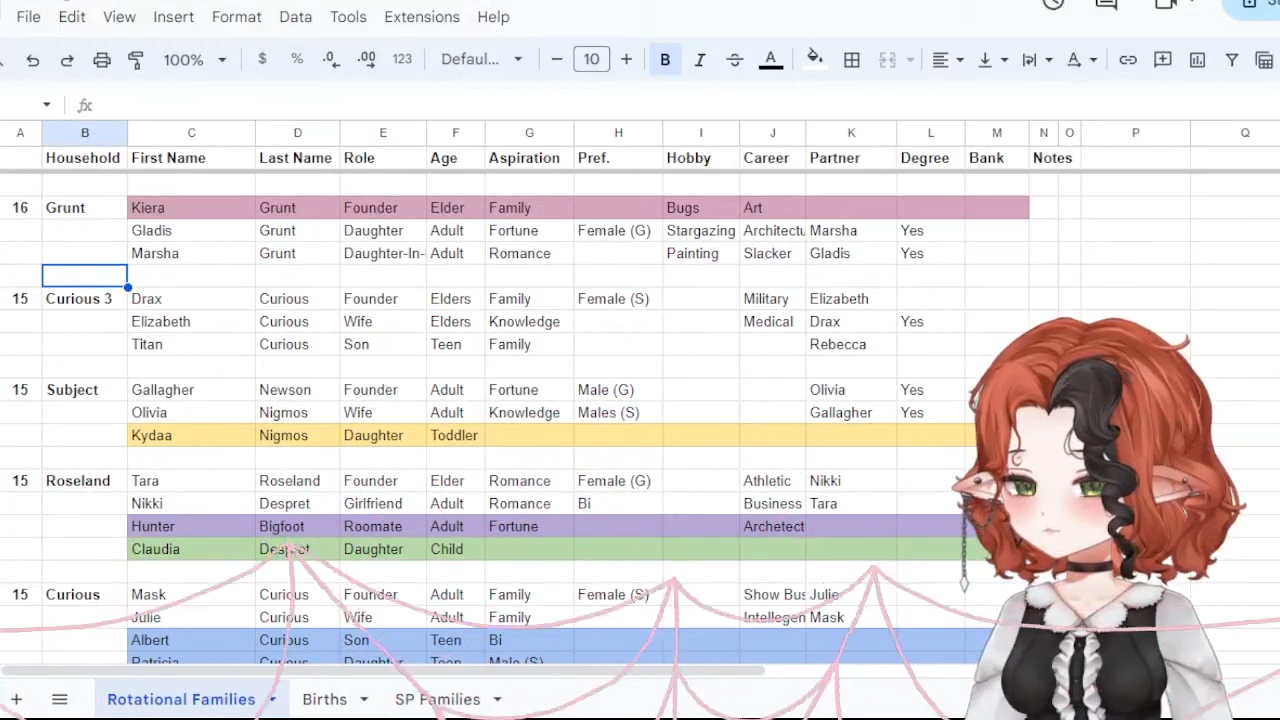 File Edit View Insert Format Data Tools Extensions Help
100% $ % .0 .00 123 Defaul... 10 B I A
fx
A B C D E F G H I J K L M N O P Q
Household First Name Last Name Role Age Aspiration Pref. Hobby Career Partner Degree Bank Notes
16 Grunt Kiera Grunt Founder Elder Family Bugs Art
Gladis Grunt Daughter Adult Fortune Female (G) Stargazing Architectu Marsha Yes
Marsha Grunt Daughter-In- Adult Romance Painting Slacker Gladis Yes
15 Curious 3 Drax Curious Founder Elders Family Female (S) Military Elizabeth
Elizabeth Curious Wife Elders Knowledge Medical Drax Yes
Titan Curious Son Teen Family Rebecca
15 Subject Gallagher Newson Founder Adult Fortune Male (G) Olivia Yes
Olivia Nigmos Wife Adult Knowledge Males (S) Gallagher Yes
Kydaa Nigmos Daughter Toddler
15 Roseland Tara Roseland Founder Elder Romance Female (G) Athletic Nikki
Nikki Despret Girlfriend Adult Romance Bi Business Tara
Hunter Bigfoot Roomate Adult Fortune Archetect
Claudia Despret Daughter Child
15 Curious Mask Curious Founder Adult Family Female (S) Show Bus Julie
Julie Curious Wife Adult Family Intellegen Mask
Albert Curious Son Teen Bi
Patricia Curious Daughter Teen Male (S)
Rotational Families Births SP Families